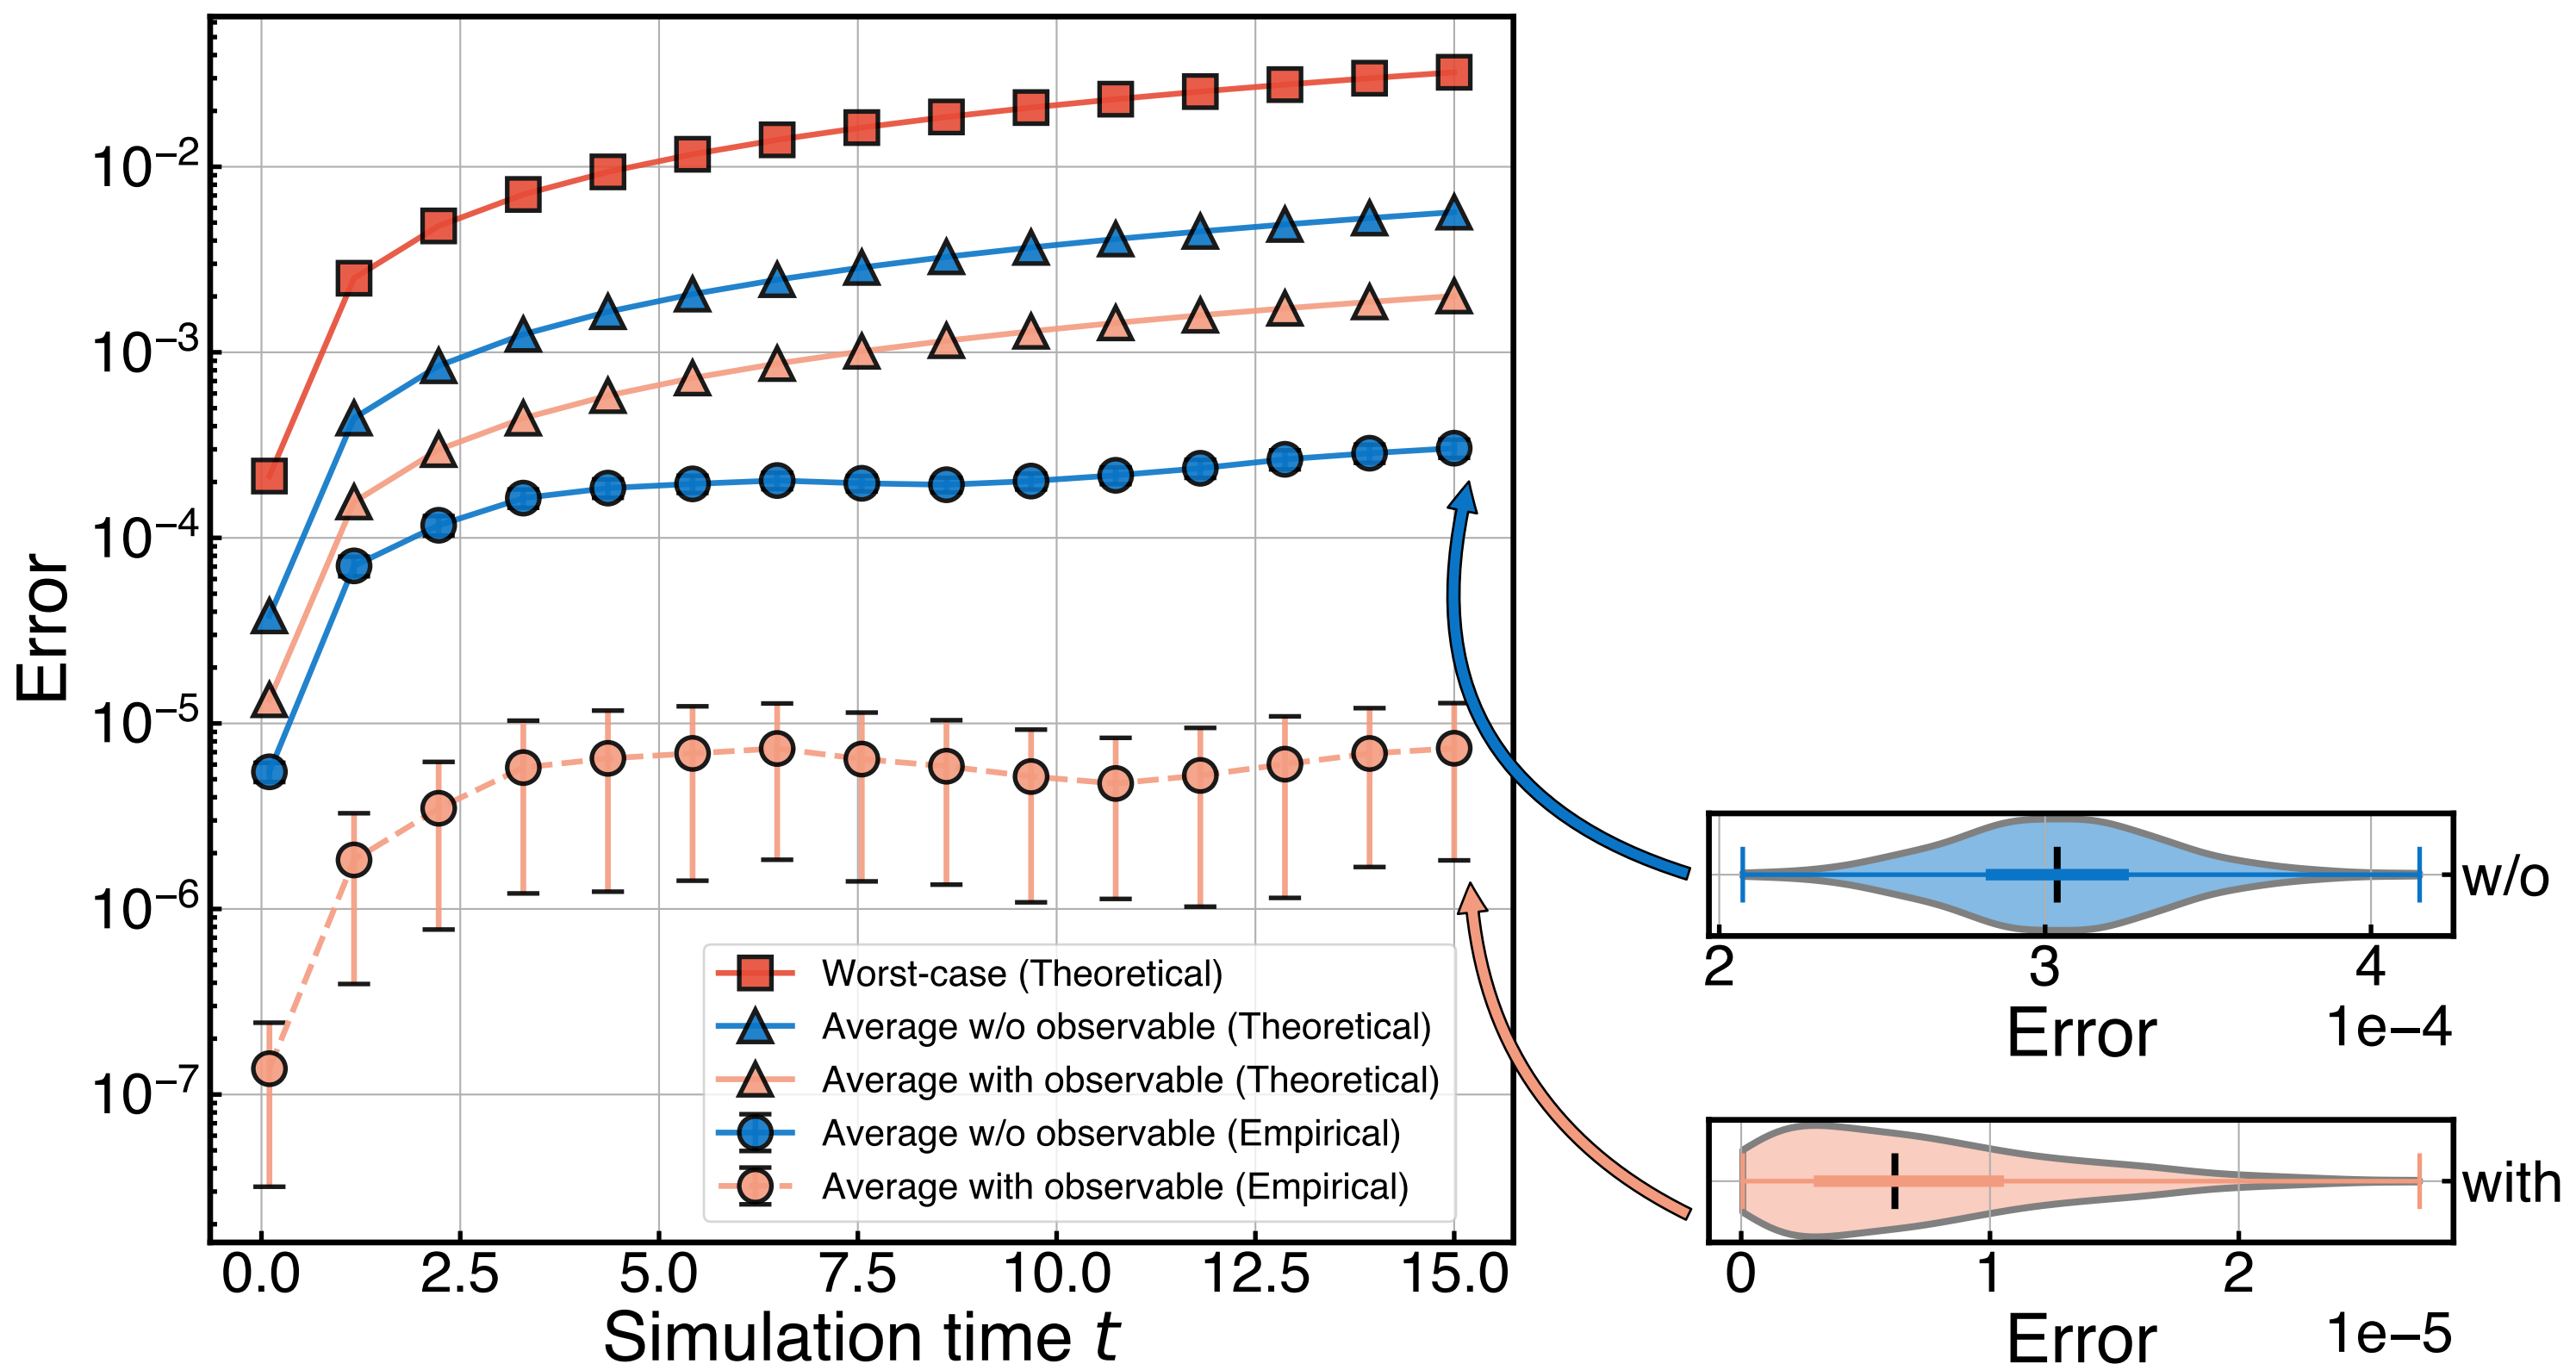 Error
10−2
10−3
10−4
10−5
10−6
10−7
Worst-case (Theoretical)
Average w/o observable (Theoretical)
Average with observable (Theoretical)
Average w/o observable (Empirical)
Average with observable (Empirical)
0.0 2.5 5.0 7.5 10.0 12.5 15.0
Simulation time t
w/o
2 3 4
Error 1e−4
with
0 1 2
Error 1e−5